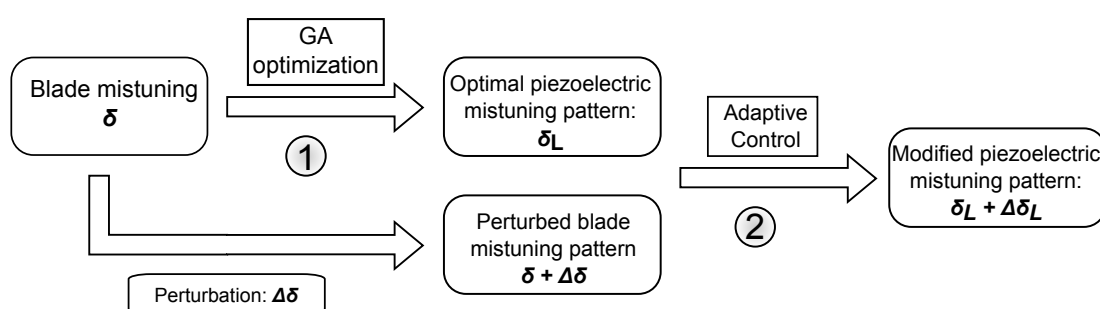 GA
optimization
Blade mistuning
δ
1
Optimal piezoelectric
mistuning pattern:
δL
Adaptive
Control
2
Modified piezoelectric
mistuning pattern:
δL + ΔδL
Perturbed blade
mistuning pattern
δ + Δδ
Perturbation: Δδ